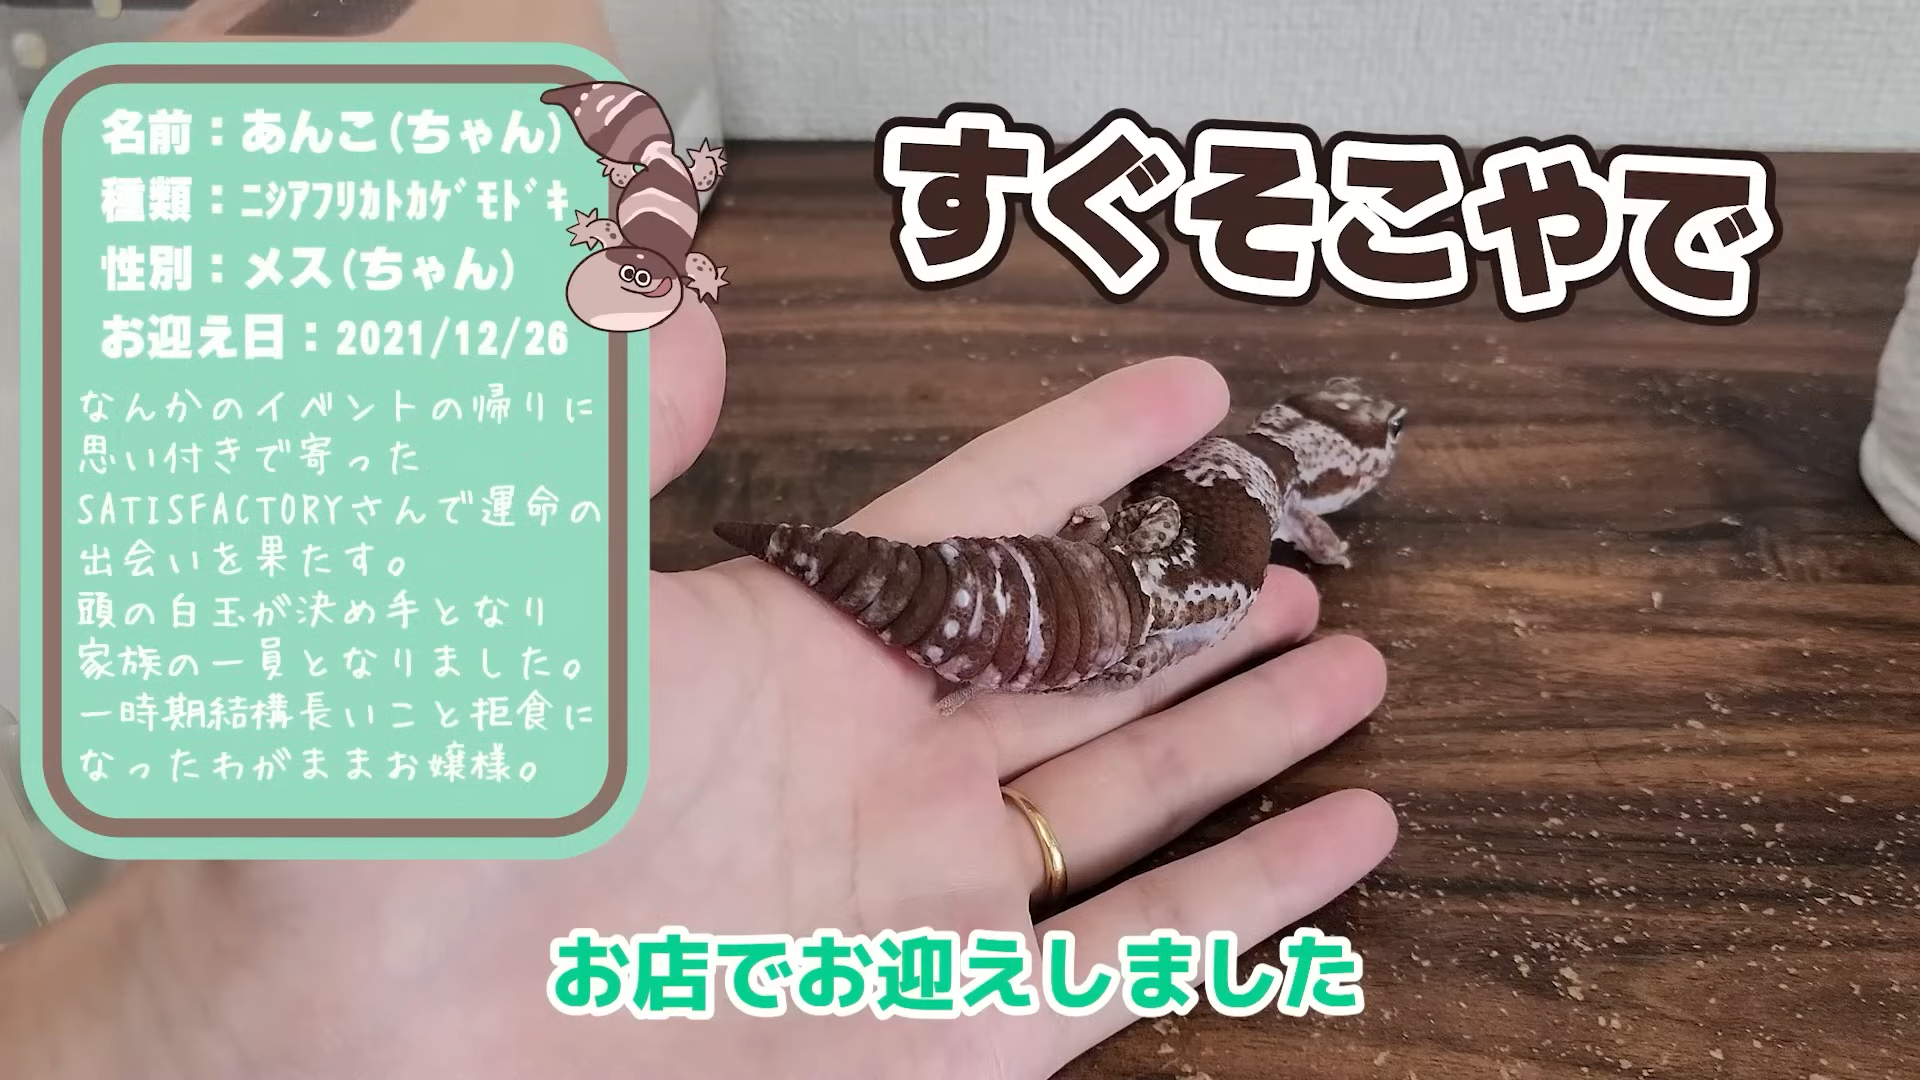 名前：あんこ(ちゃん)
種類：ﾆｼｱﾌﾘｶﾄｶｹﾞﾓﾄﾞｷ
性別：メス(ちゃん)
お迎え日：2021/12/26
なんかのイベントの帰りに
思い付きで寄った
SATISFACTORYさんで運命の
出会いを果たす。
頭の白玉が決め手となり
家族の一員となりました。
一時期結構長いこと拒食に
なったわがままお嬢様。
すぐそこやで
お店でお迎えしました